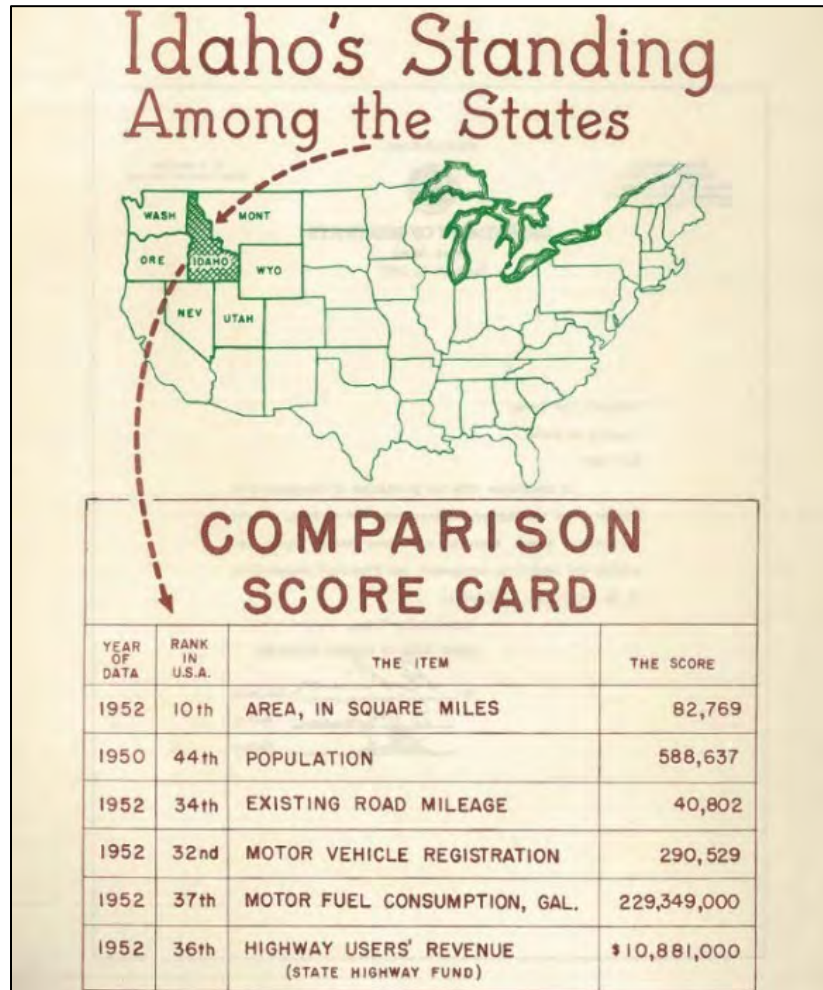 Idaho's Standing
Among the States
WASH
MONT
ORE
IDAHO
WYO
NEV
UTAH
COMPARISON
SCORE CARD
YEAR OF DATA RANK IN U.S.A. THE ITEM THE SCORE
1952 10th AREA, IN SQUARE MILES 82,769
1950 44th POPULATION 588,637
1952 34th EXISTING ROAD MILEAGE 40,802
1952 32nd MOTOR VEHICLE REGISTRATION 290,529
1952 37th MOTOR FUEL CONSUMPTION, GAL. 229,349,000
1952 36th HIGHWAY USERS' REVENUE $10,881,000
(STATE HIGHWAY FUND)